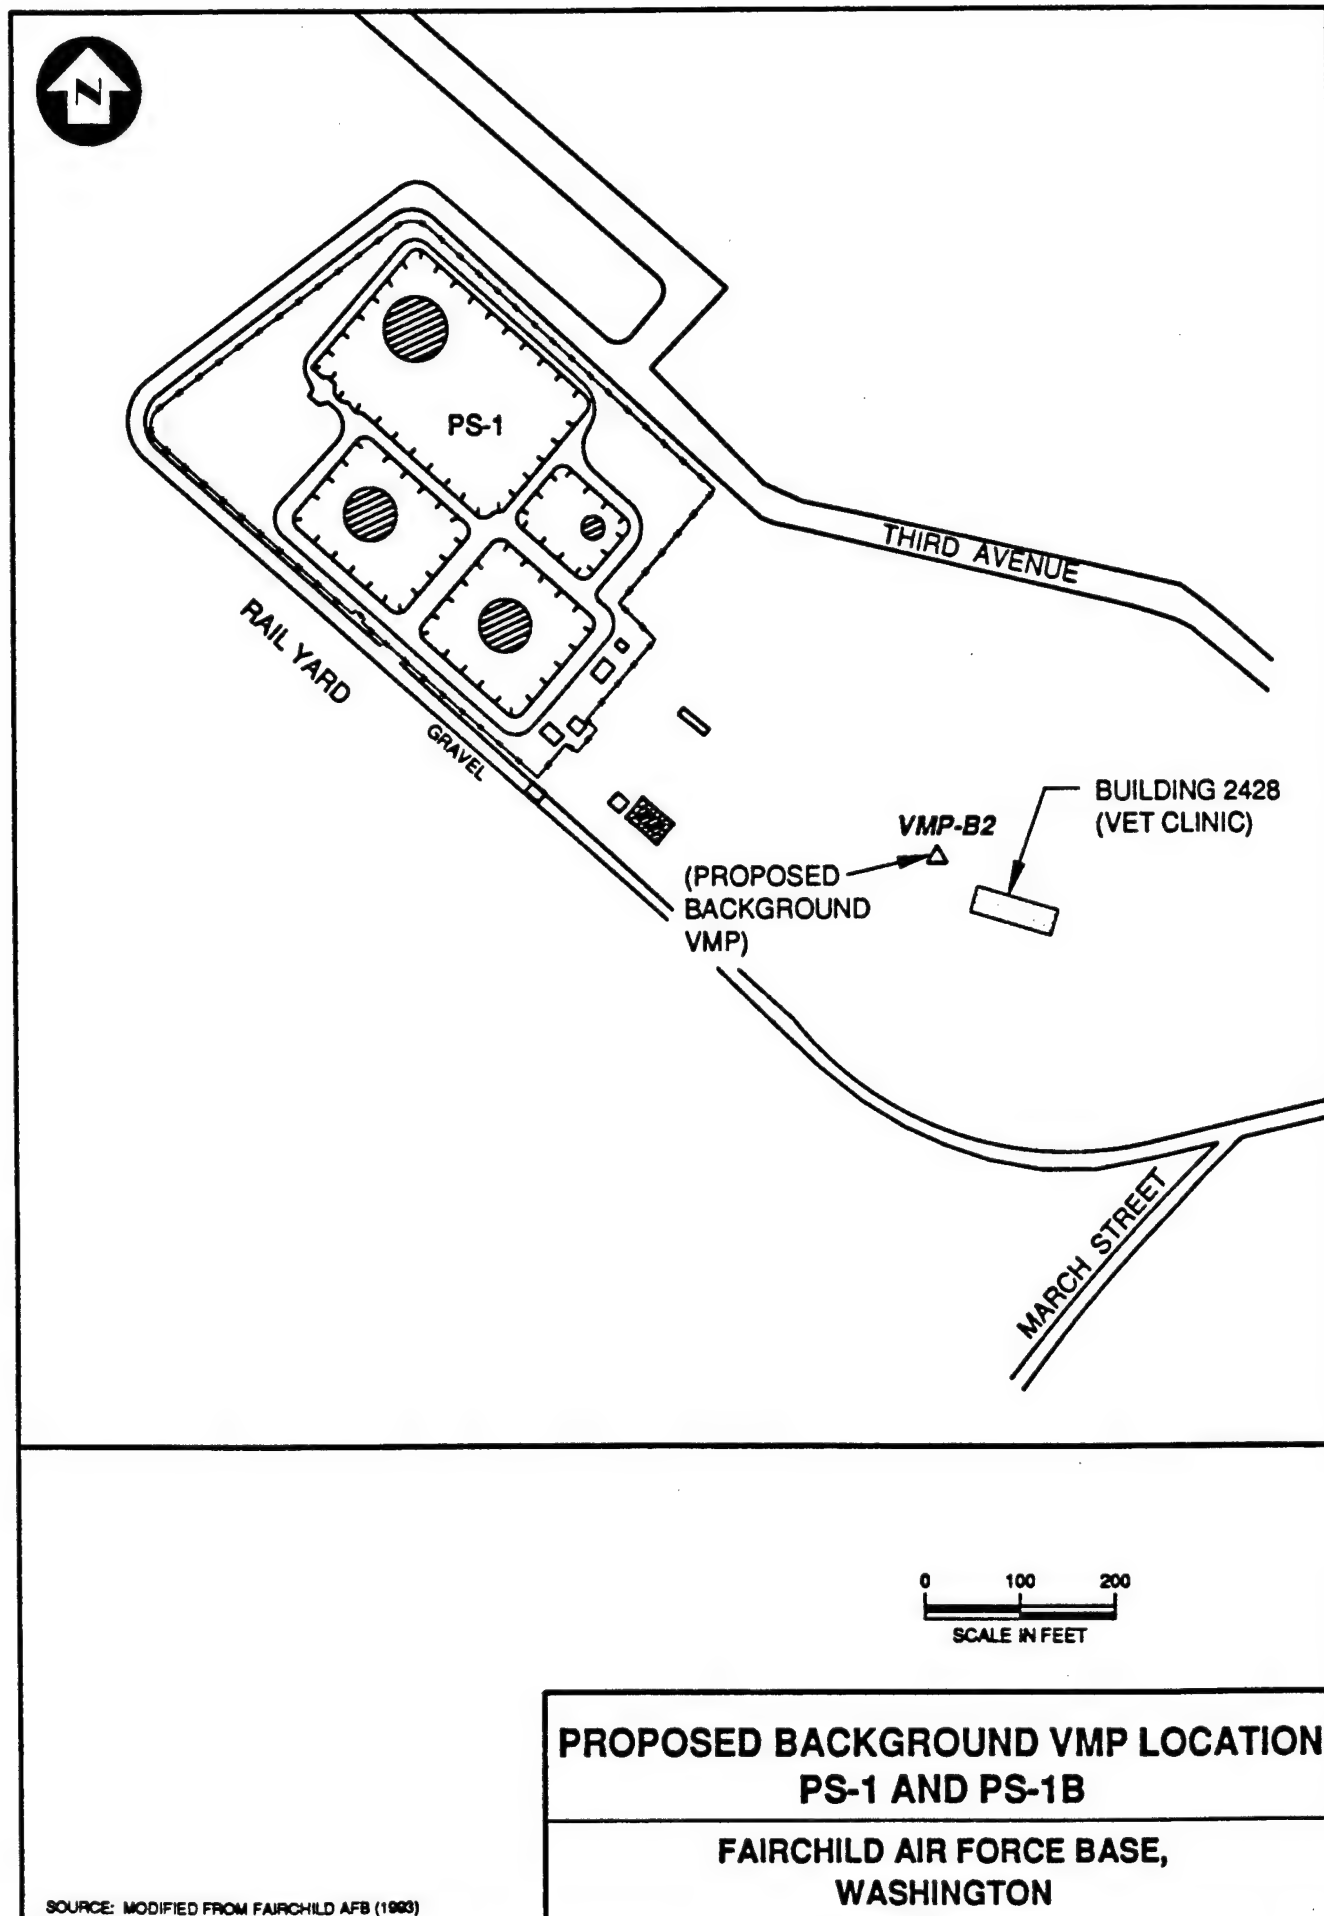 N
PS-1
THIRD AVENUE
RAIL YARD
GRAVEL
BUILDING 2428
(VET CLINIC)
VMP-B2
(PROPOSED
BACKGROUND
VMP)
MARCH STREET
0 100 200
SCALE IN FEET
PROPOSED BACKGROUND VMP LOCATION
PS-1 AND PS-1B
FAIRCHILD AIR FORCE BASE,
WASHINGTON
SOURCE: MODIFIED FROM FAIRCHILD AFB (1993)